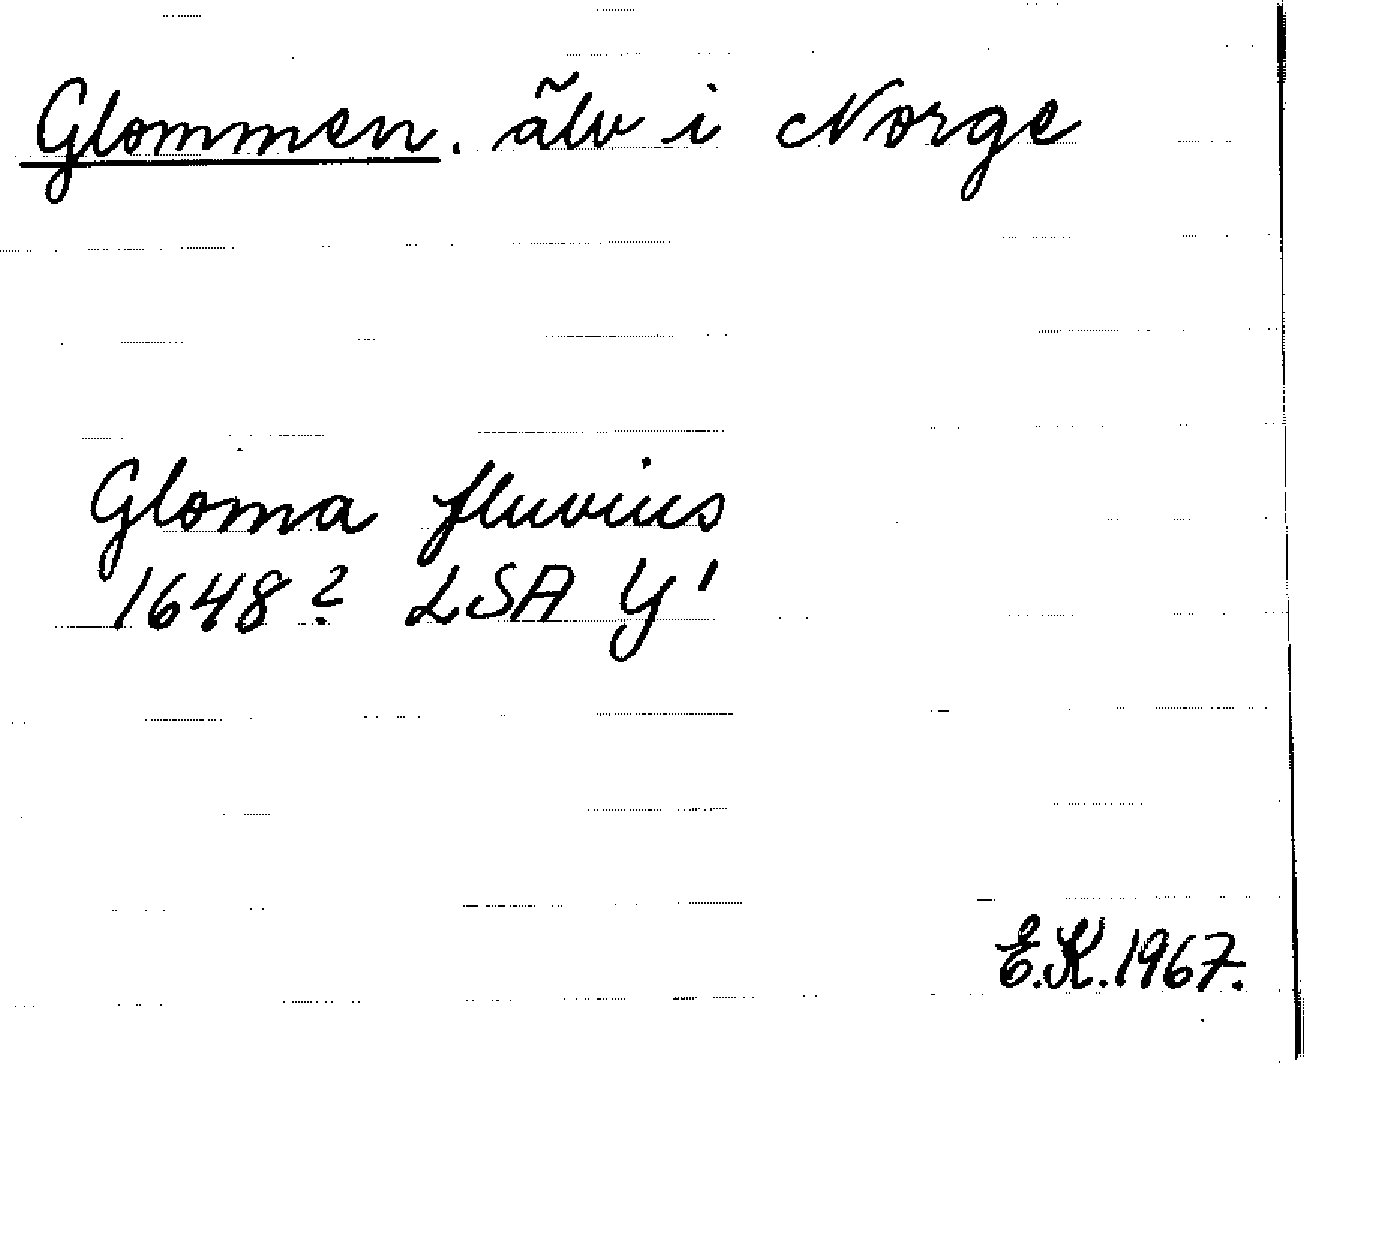 Glommen. älv i Norge
Gloma fluvius
1648? LSA Y'
E.K. 1967.